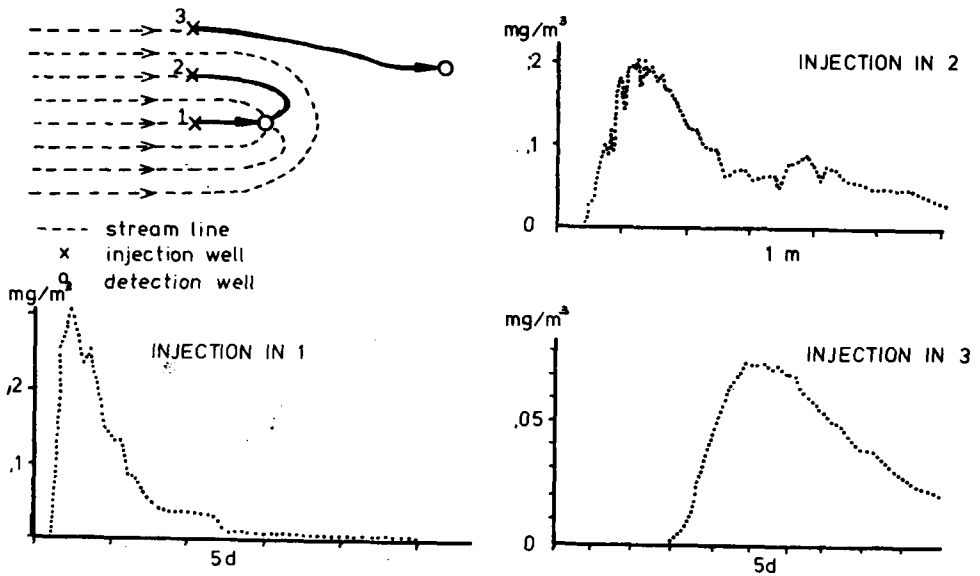 3
2
1
---- stream line
x injection well
o detection well
mg/m³
INJECTION IN 1
,2
,1
5d
mg/m³
INJECTION IN 2
,2
,1
0
1 m
mg/m³
INJECTION IN 3
,05
0
5d